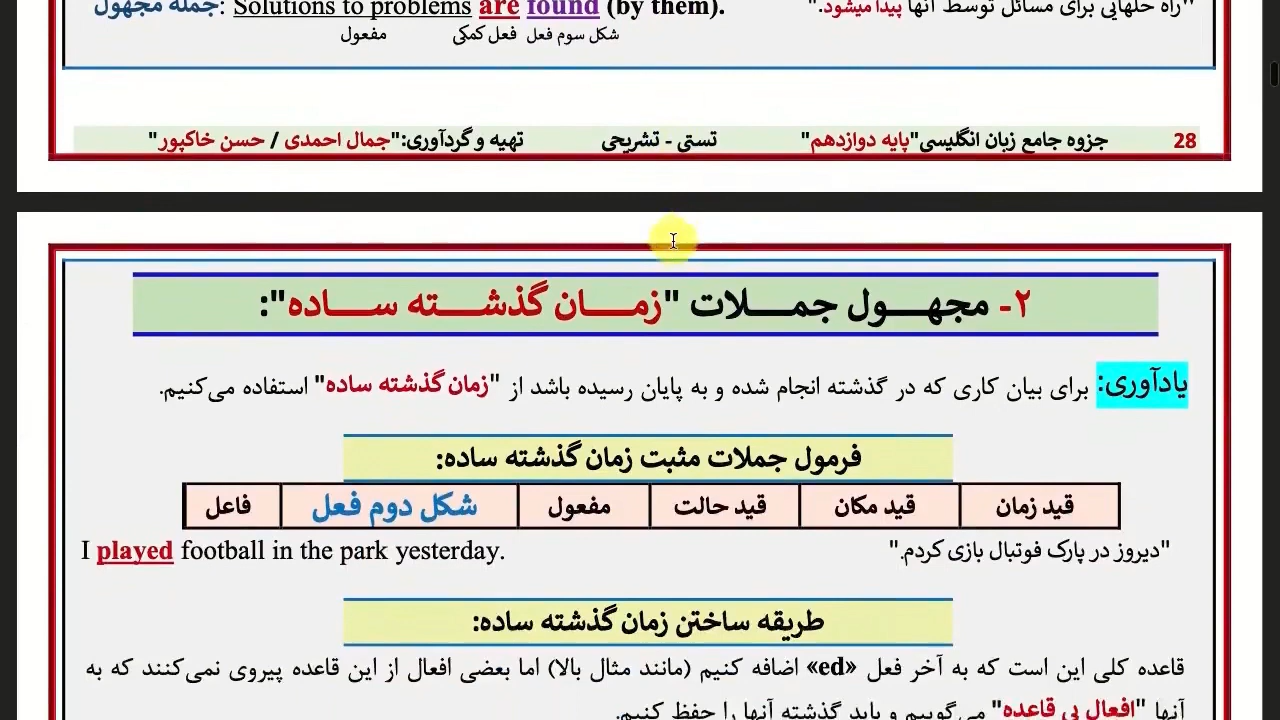 جمله مجهول: Solutions to problems are found (by them). "راه حلهایی برای مسائل توسط آنها پیدا میشود."
مفعول فعل کمکی شکل سوم فعل
28 جزوه جامع زبان انگلیسی"پایه دوازدهم" تستی - تشریحی تهیه و گردآوری:"جمال احمدی / حسن خاکپور"
۲- مجهـــول جمـــلات "زمـــان گذشـــته ســـاده":
یادآوری: برای بیان کاری که در گذشته انجام شده و به پایان رسیده باشد از "زمان گذشته ساده" استفاده می‌کنیم.
فرمول جملات مثبت زمان گذشته ساده:
فاعل شکل دوم فعل مفعول قید حالت قید مکان قید زمان
I played football in the park yesterday. "دیروز در پارک فوتبال بازی کردم."
طریقه ساختن زمان گذشته ساده:
قاعده کلی این است که به آخر فعل «ed» اضافه کنیم (مانند مثال بالا) اما بعضی افعال از این قاعده پیروی نمی‌کنند که به
آنها "افعال بی قاعده" می‌گوییم و باید گذشته آنها را حفظ کنیم.